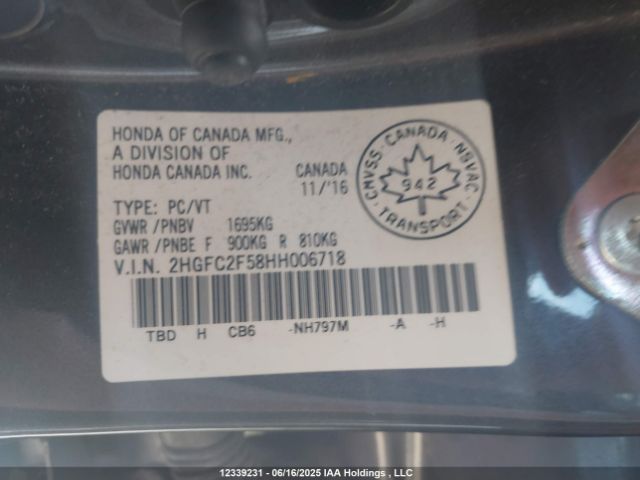 HONDA OF CANADA MFG.,
A DIVISION OF
HONDA CANADA INC.
CANADA
11/'16
TYPE: PC/VT
GVWR /PNBV 1695KG
GAWR /PNBE F 900KG R 810KG
V.I.N. 2HGFC2F58HH006718
TBD H CB6 -NH797M -A -H
CMVSS · CANADA · NSVAC
942
TRANSPORT
12339231 - 06/16/2025 IAA Holdings , LLC